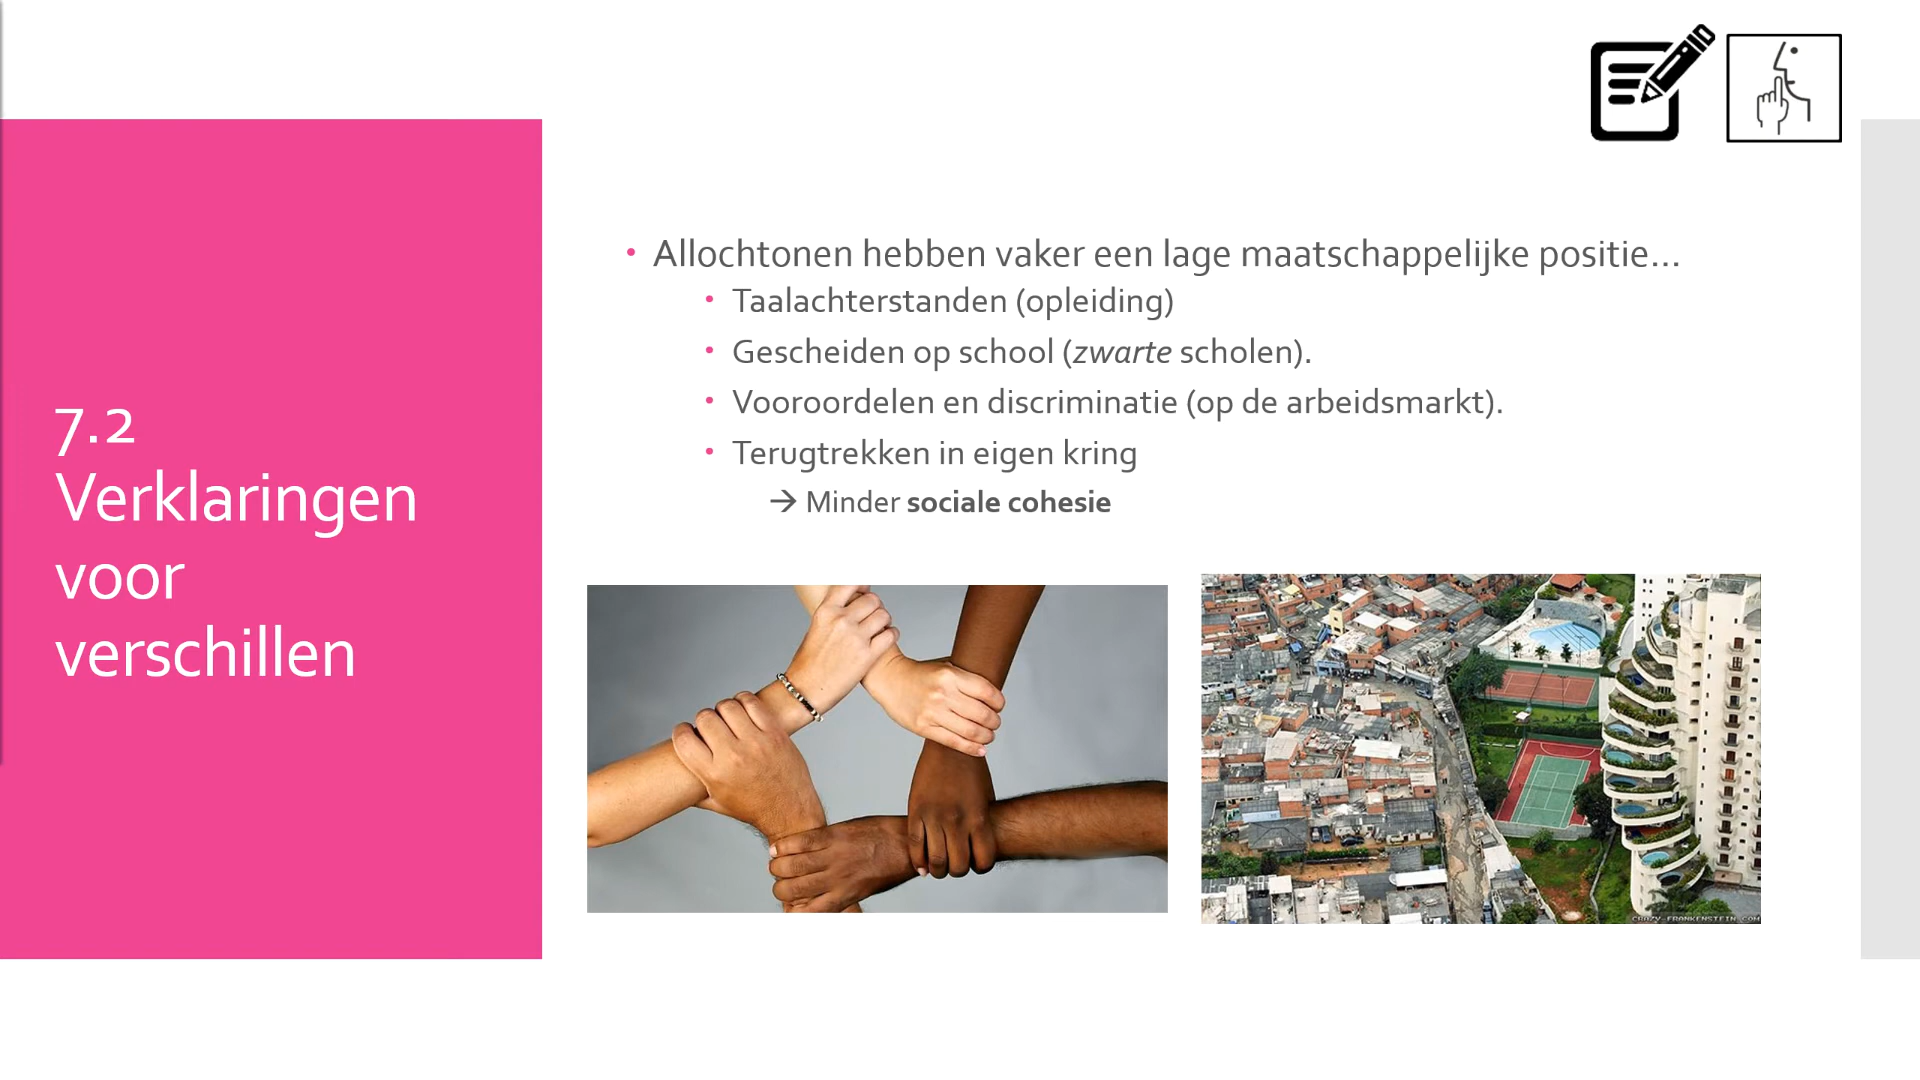 7.2
Verklaringen
voor
verschillen
• Allochtonen hebben vaker een lage maatschappelijke positie…
• Taalachterstanden (opleiding)
• Gescheiden op school (zwarte scholen).
• Vooroordelen en discriminatie (op de arbeidsmarkt).
• Terugtrekken in eigen kring
→ Minder sociale cohesie
CRAZY-FRANKENSTEIN.COM